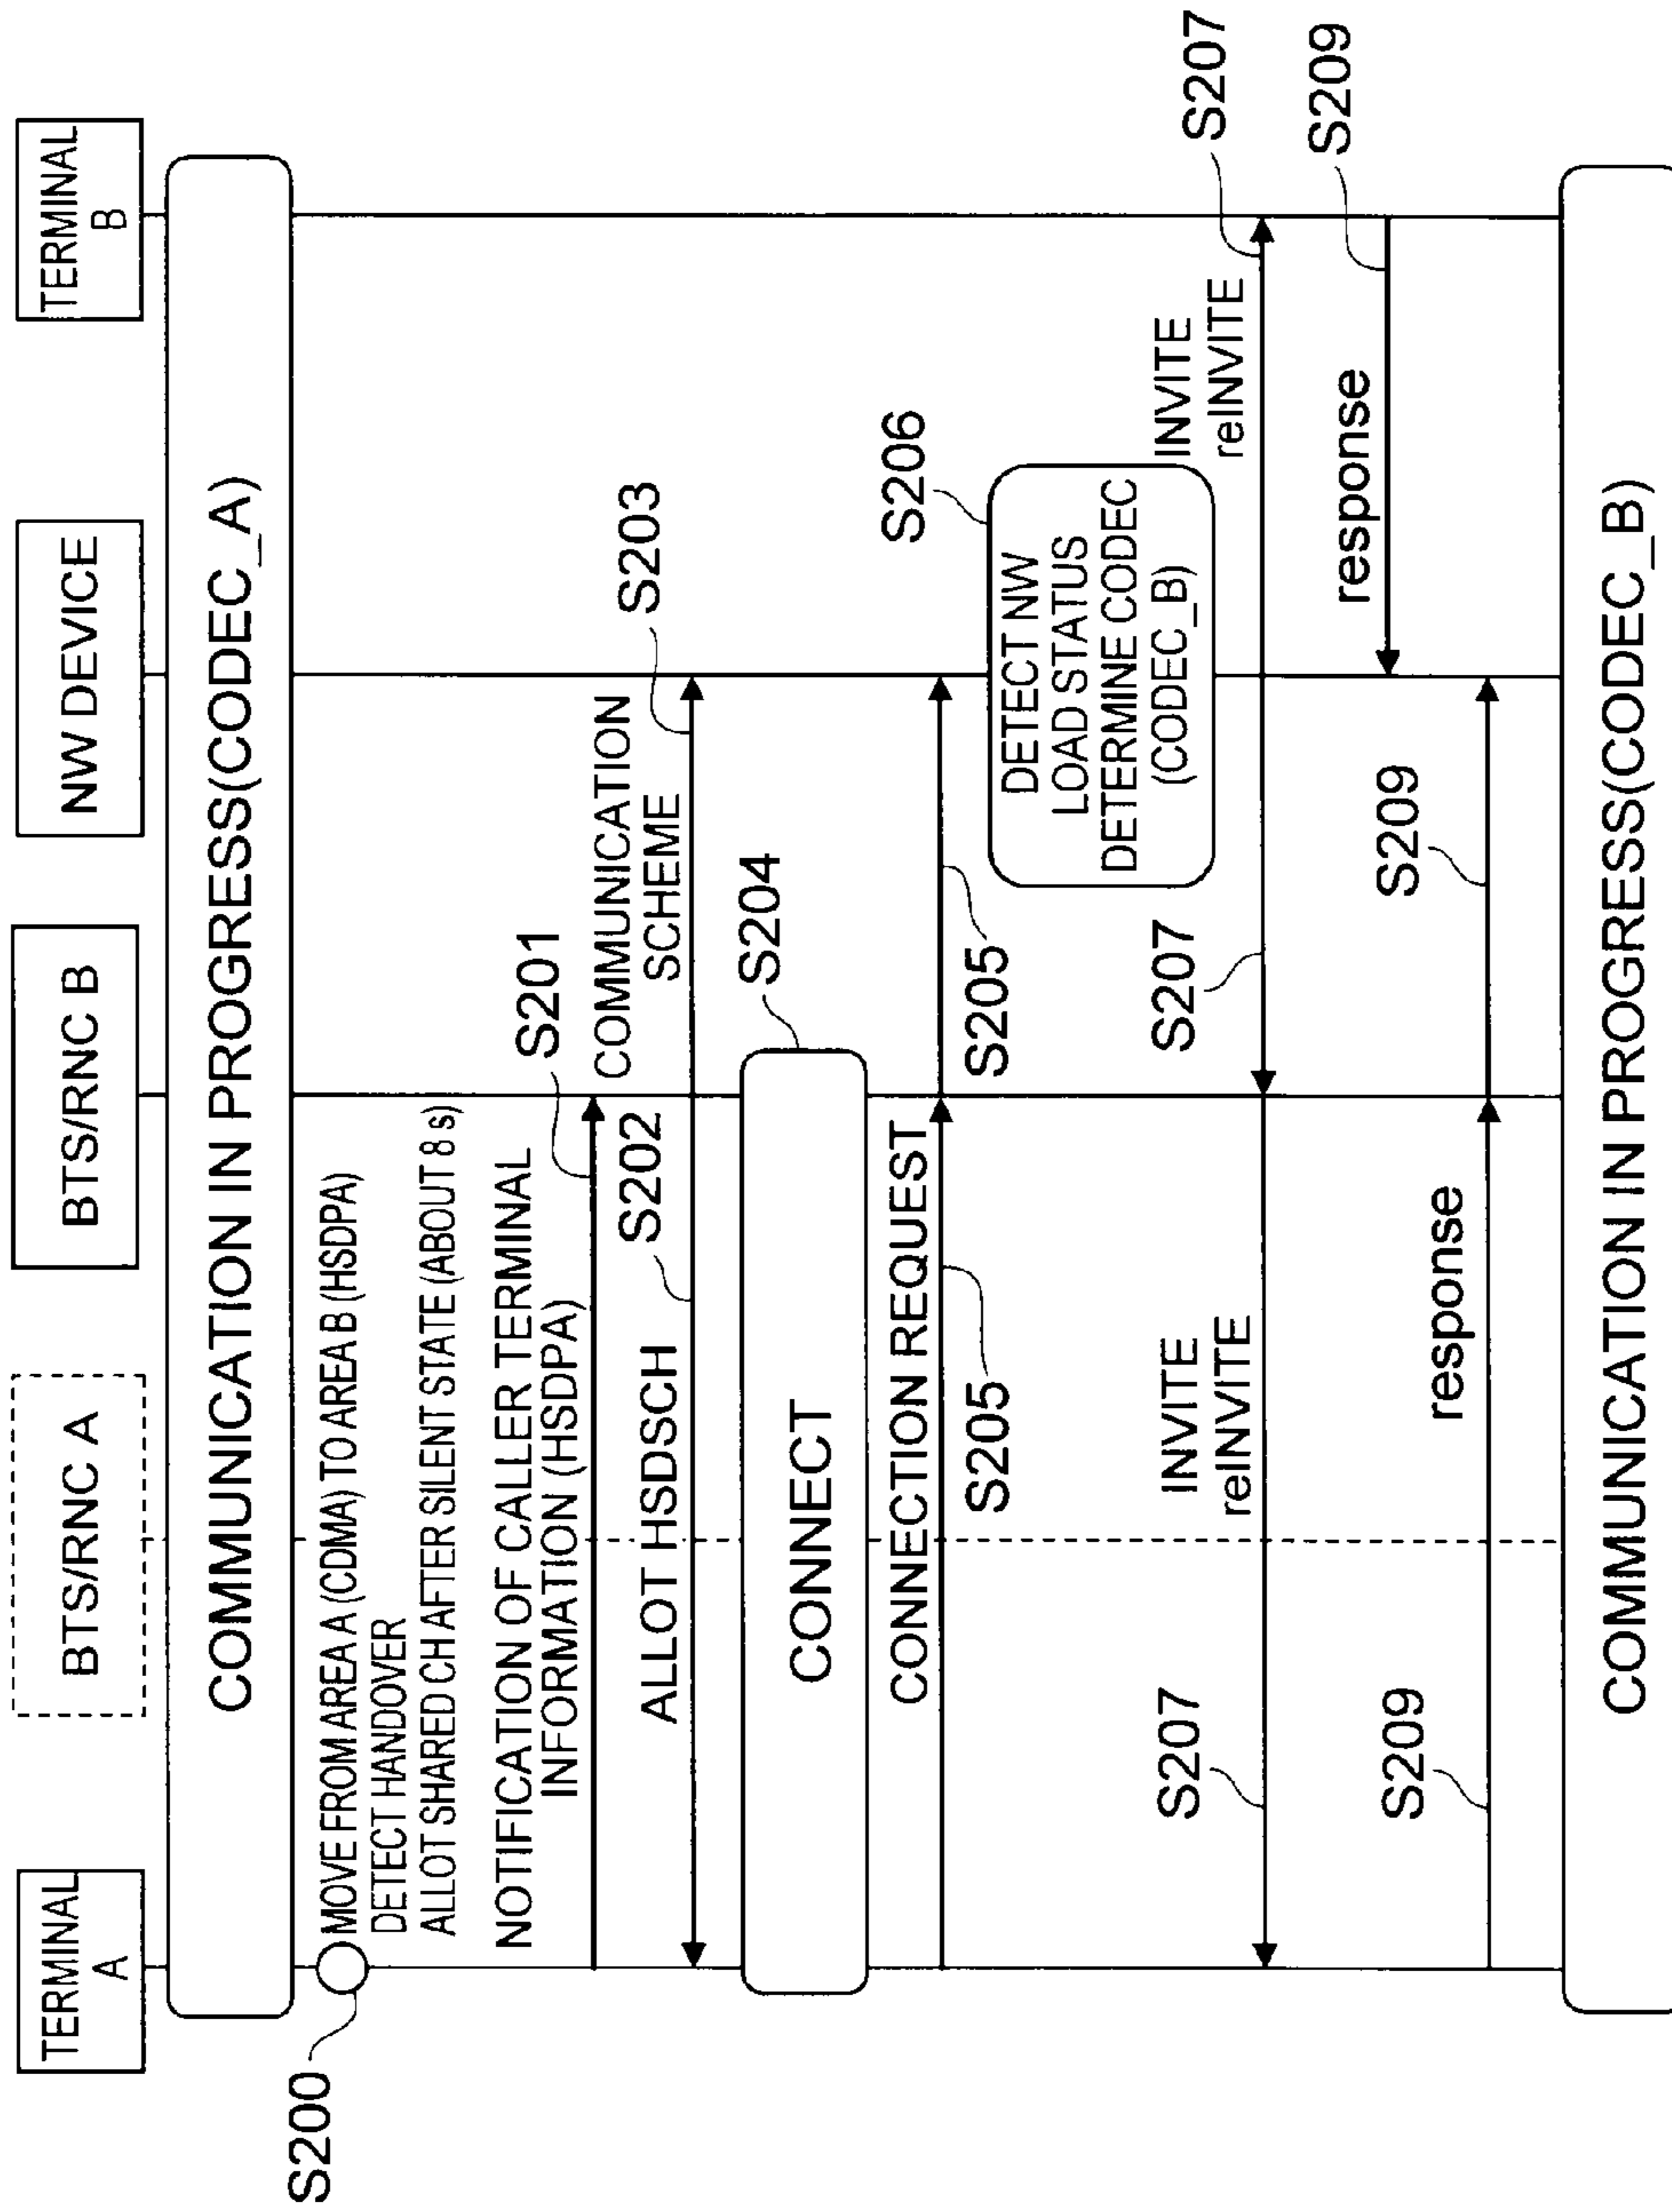 TERMINAL
A
BTS/RNC A
BTS/RNC B
NW DEVICE
TERMINAL
B
COMMUNICATION IN PROGRESS(CODEC_A)
S200
MOVE FROM AREA A (CDMA) TO AREA B (HSDPA)
DETECT HANDOVER
ALLOT SHARED CH AFTER SILENT STATE (ABOUT 8 s)
NOTIFICATION OF CALLER TERMINAL
INFORMATION (HSDPA)
S201
ALLOT HSDSCH
S202
COMMUNICATION
SCHEME
S203
CONNECT
S204
CONNECTION REQUEST
S205
S205
S206
DETECT NW
LOAD STATUS
DETERMINE CODEC
(CODEC_B)
S207
INVITE
reINVITE
S207
INVITE
reINVITE
S207
response
S209
S209
response
S209
COMMUNICATION IN PROGRESS(CODEC_B)